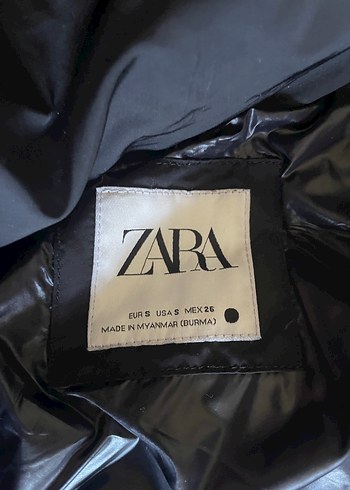 ZARA
EUR S USA S MEX 26
MADE IN MYANMAR (BURMA)